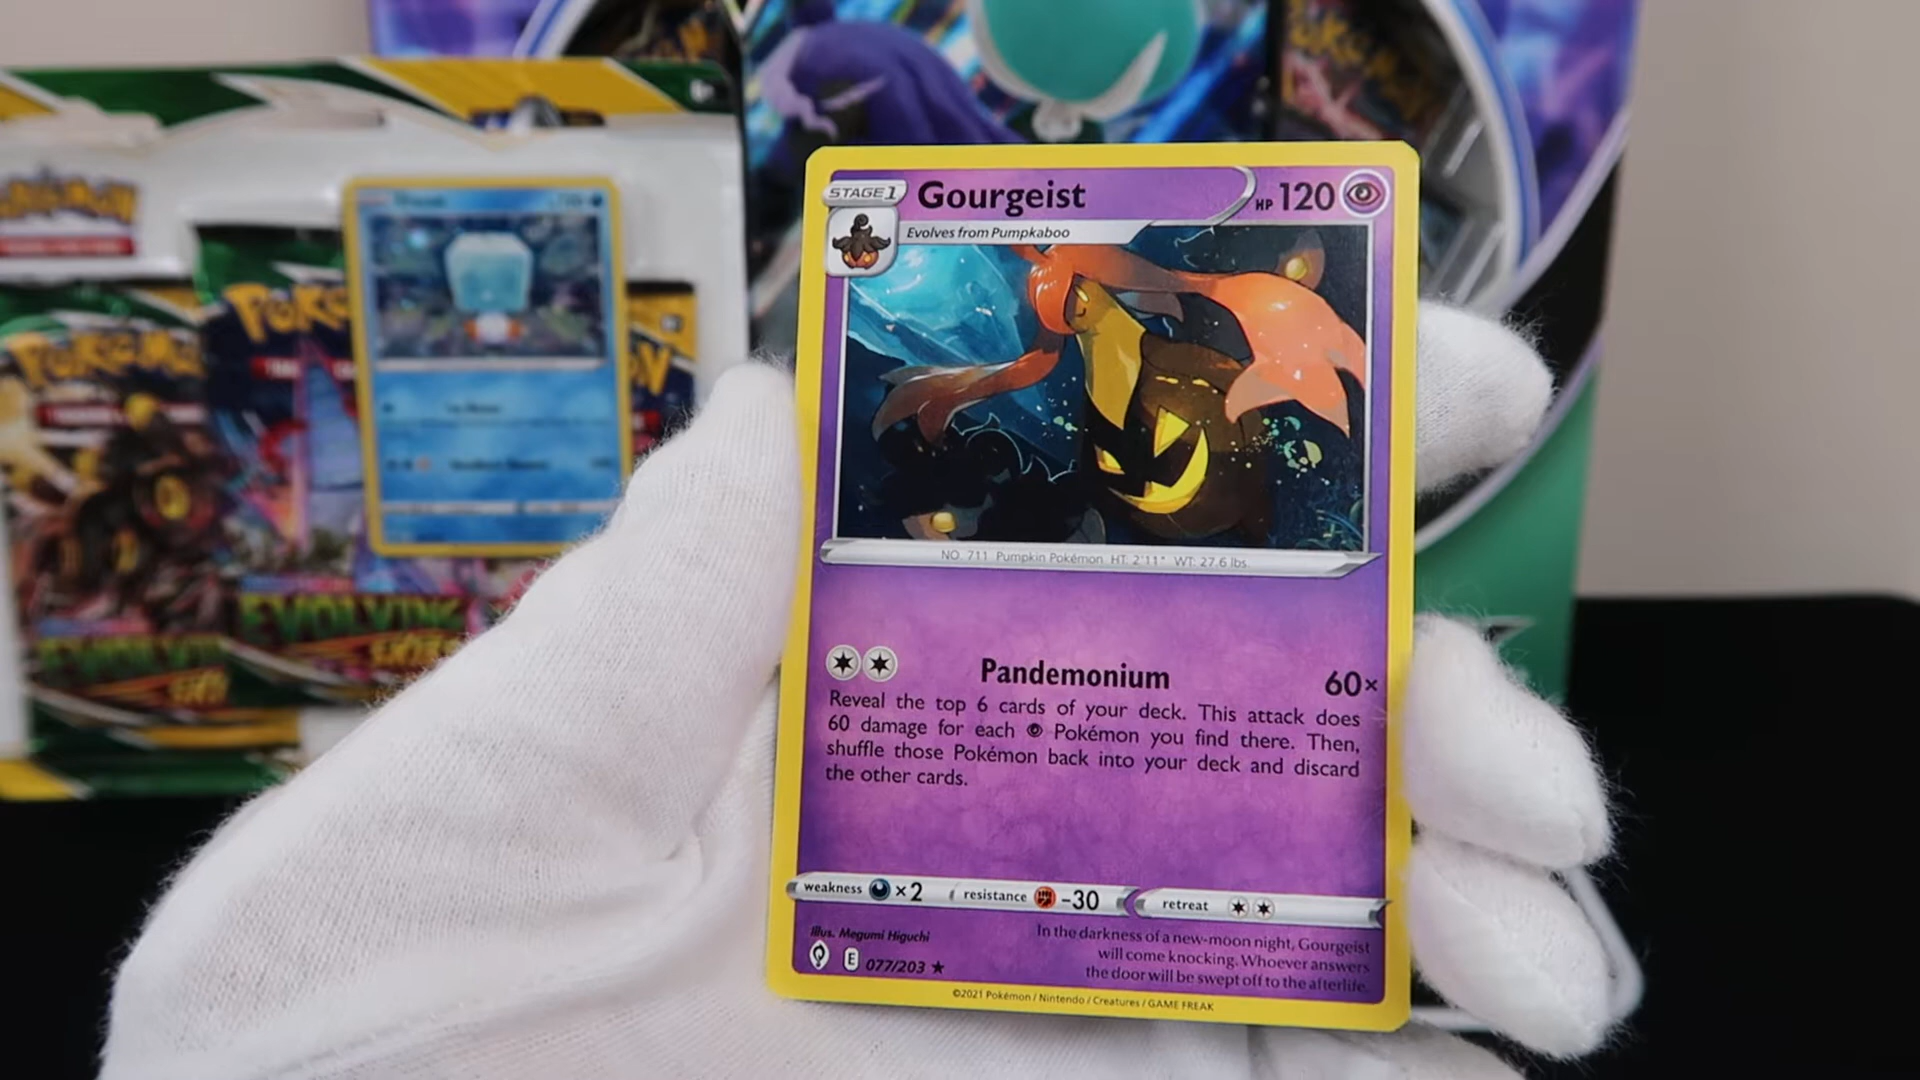 POKÉMON
POKÉMON
EVOLVING
SKIES
STAGE 1
Gourgeist
HP 120
Evolves from Pumpkaboo
NO. 711 Pumpkin Pokémon HT: 2'11" WT: 27.6 lbs.
Pandemonium 60×
Reveal the top 6 cards of your deck. This attack does
60 damage for each Pokémon you find there. Then,
shuffle those Pokémon back into your deck and discard
the other cards.
weakness ×2 resistance -30 retreat
Illus. Megumi Higuchi
E 077/203 ★
In the darkness of a new-moon night, Gourgeist
will come knocking. Whoever answers
the door will be swept off to the afterlife.
©2021 Pokémon / Nintendo / Creatures / GAME FREAK